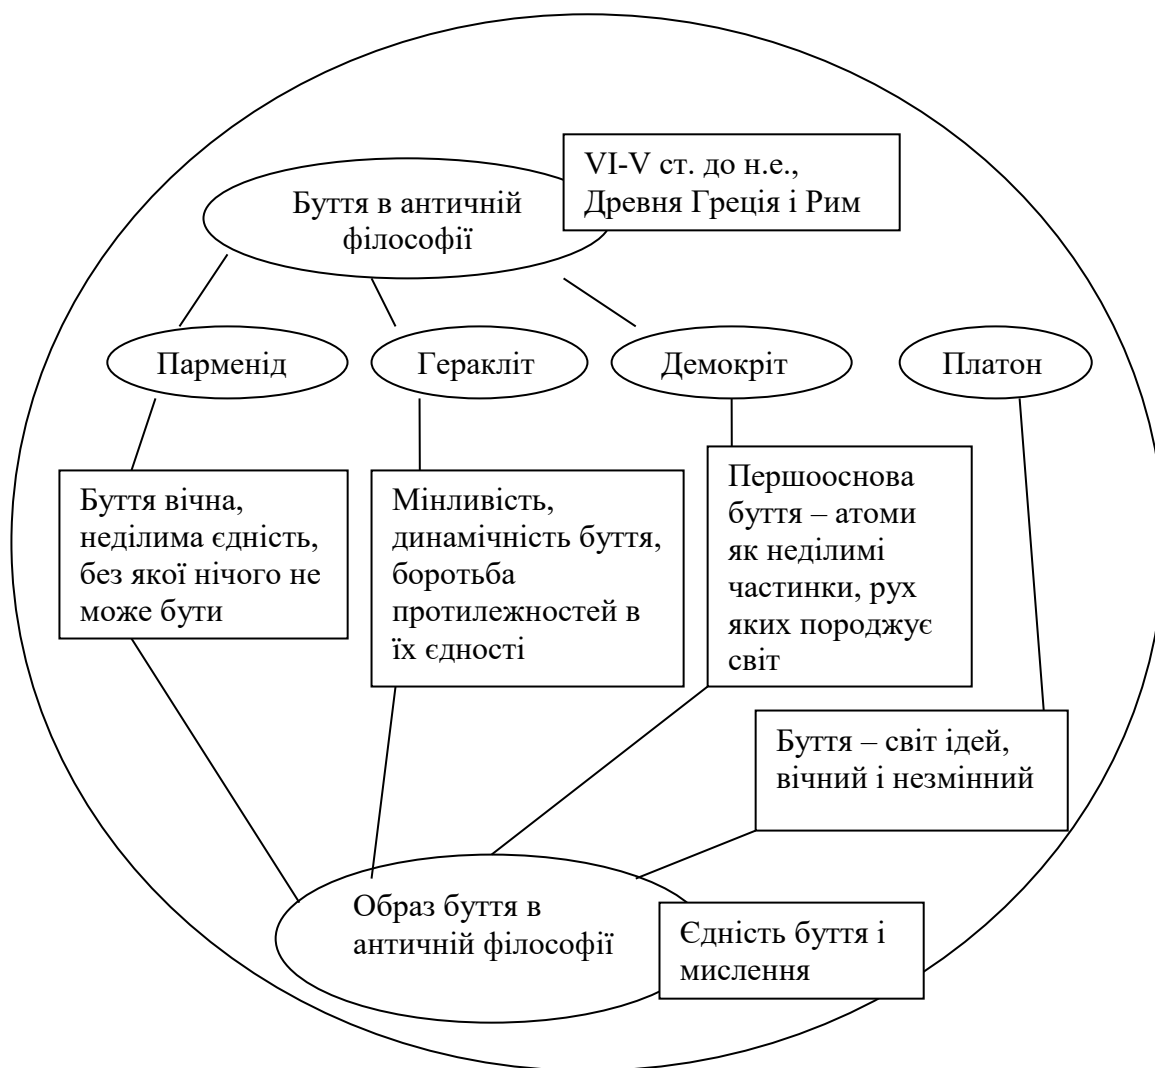 VI-V ст. до н.е.,
Древня Греція і Рим
Буття в античній
філософії
Парменід
Геракліт
Демокріт
Платон
Буття вічна,
неділима єдність,
без якої нічого не
може бути
Мінливість,
динамічність буття,
боротьба
протилежностей в
їх єдності
Першооснова
буття – атоми
як неділимі
частинки, рух
яких породжує
світ
Буття – світ ідей,
вічний і незмінний
Образ буття в
античній філософії
Єдність буття і
мислення